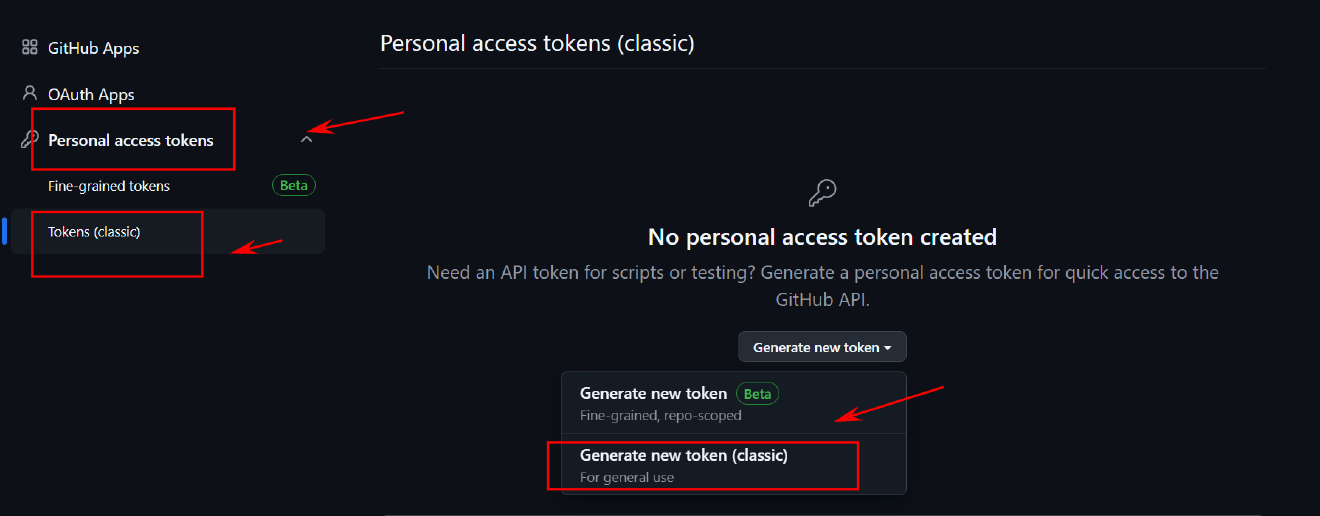 GitHub Apps
OAuth Apps
Personal access tokens
Fine-grained tokens Beta
Tokens (classic)
Personal access tokens (classic)
No personal access token created
Need an API token for scripts or testing? Generate a personal access token for quick access to the
GitHub API.
Generate new token
Generate new token Beta
Fine-grained, repo-scoped
Generate new token (classic)
For general use